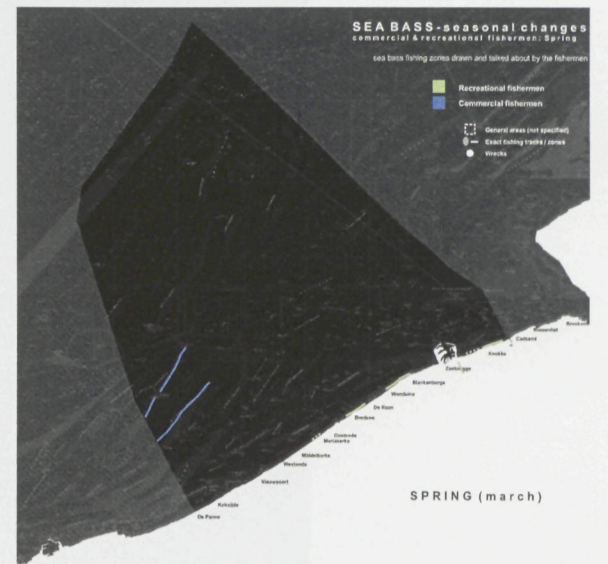 SEA BASS-seasonal changes
commercial & recreational fishermen: Spring
sea bass fishing zones drawn and talked about by the fishermen
Recreational fishermen
Commercial fishermen
General areas (not specified)
Exact fishing tracks / zones
Wrecks
Cadzand
Knokke
Zeebrugge
Blankenberge
Wenduine
De Haan
Bredene
Oostende
Mariakerke
Middelkerke
Westende
Nieuwpoort
Koksijde
De Panne
SPRING (march)